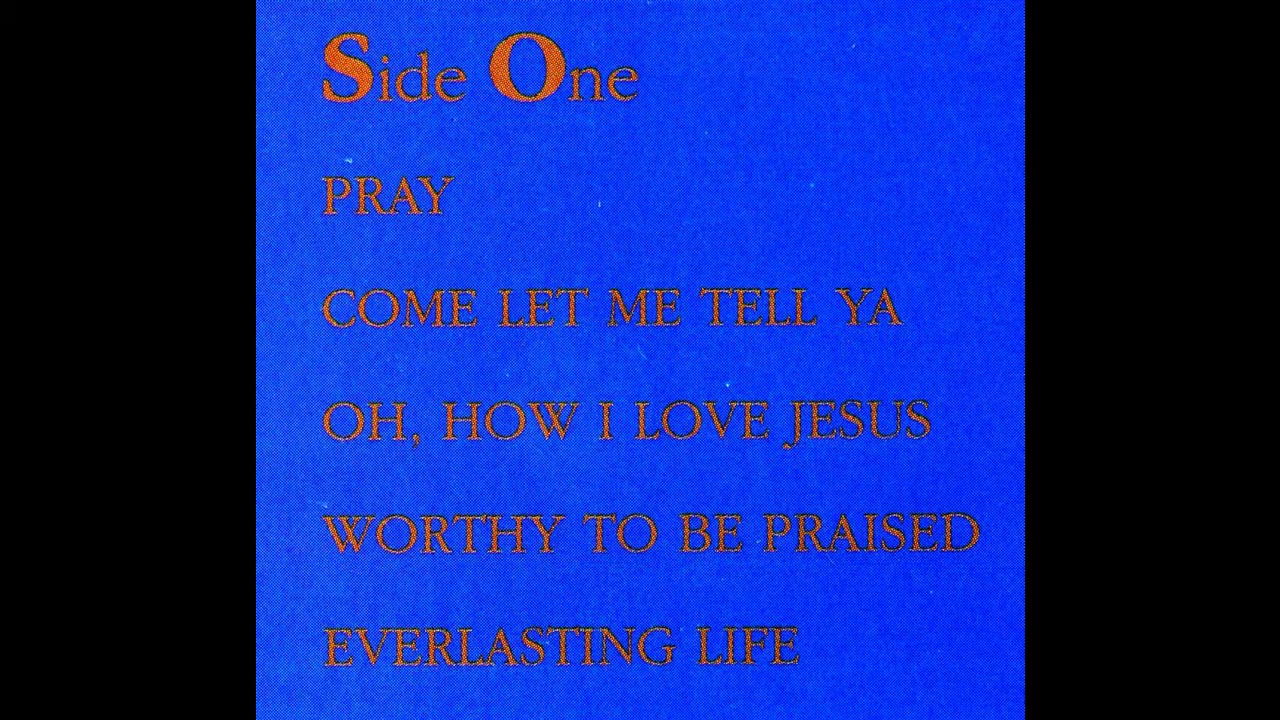 Side One
PRAY
COME LET ME TELL YA
OH, HOW I LOVE JESUS
WORTHY TO BE PRAISED
EVERLASTING LIFE